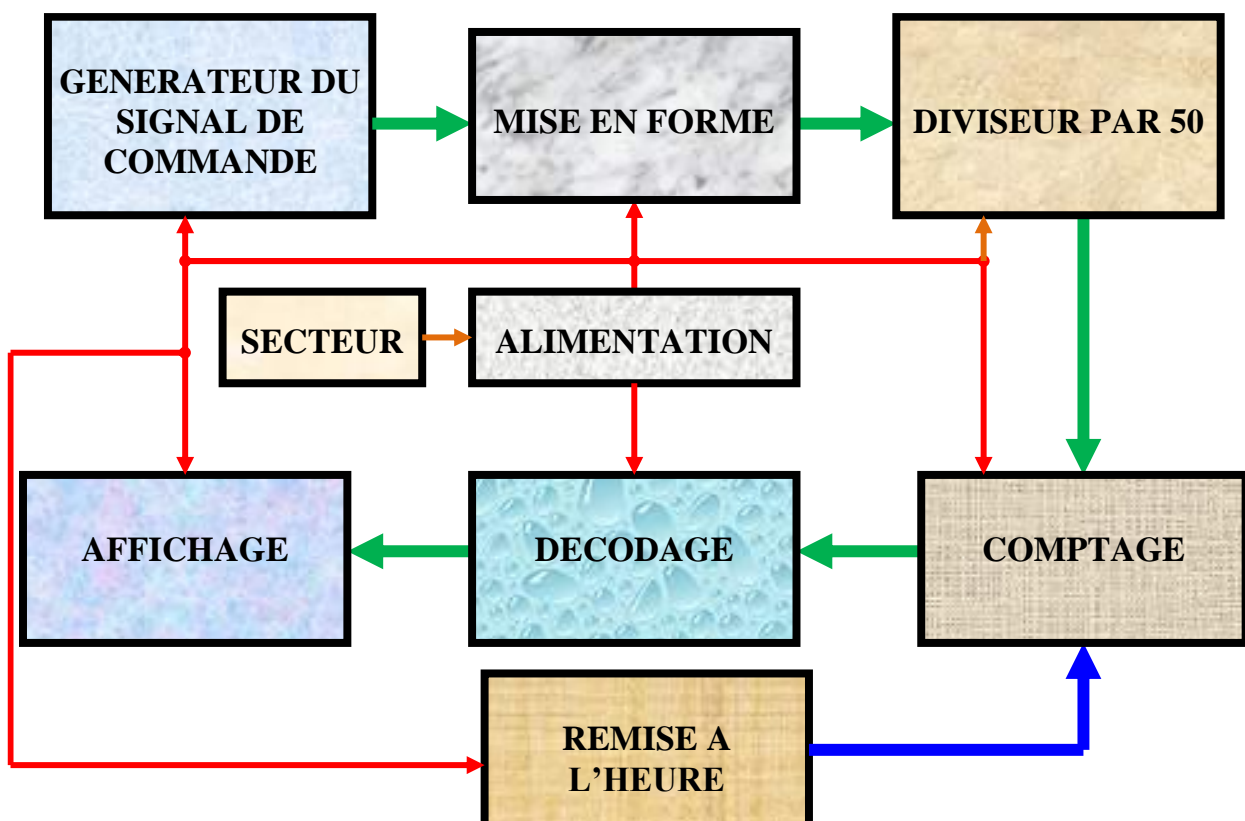 GENERATEUR DU
SIGNAL DE
COMMANDE
MISE EN FORME
DIVISEUR PAR 50
SECTEUR
ALIMENTATION
AFFICHAGE
DECODAGE
COMPTAGE
REMISE A
L’HEURE